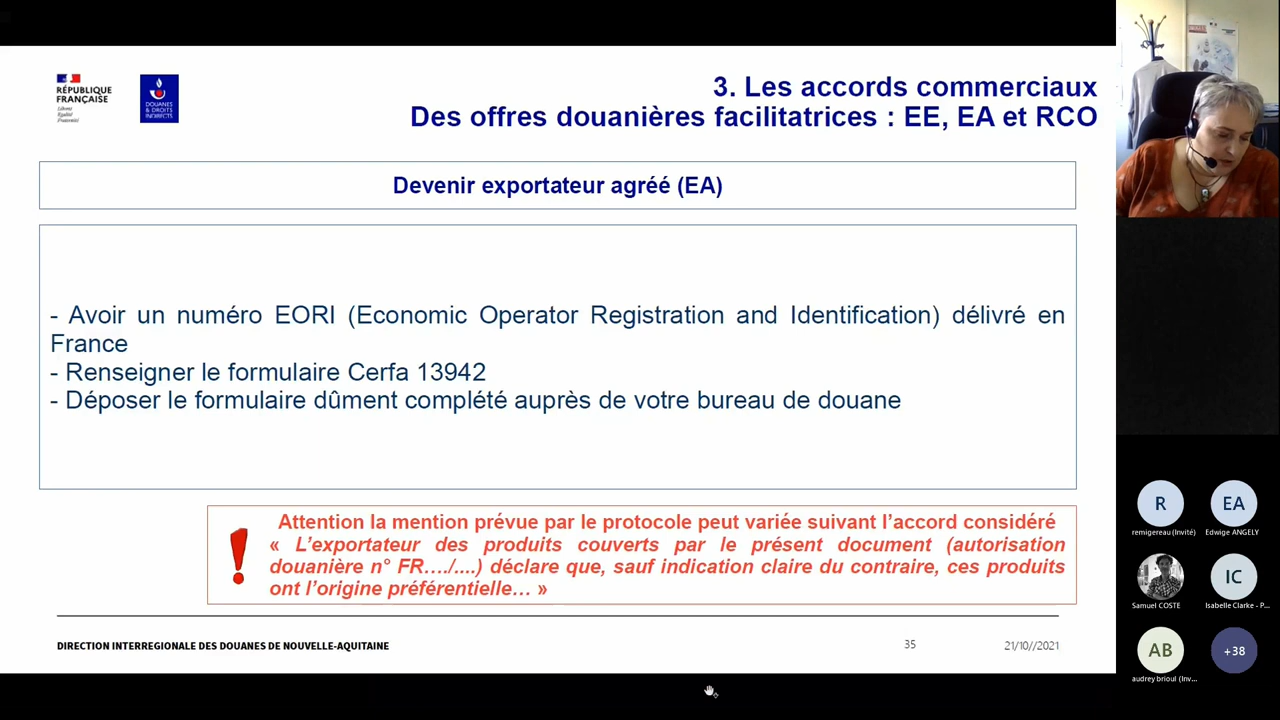 RÉPUBLIQUE
FRANÇAISE
Liberté
Égalité
Fraternité
DOUANES
& DROITS
INDIRECTS
3. Les accords commerciaux
Des offres douanières facilitatrices : EE, EA et RCO
Devenir exportateur agréé (EA)
- Avoir un numéro EORI (Economic Operator Registration and Identification) délivré en
France
- Renseigner le formulaire Cerfa 13942
- Déposer le formulaire dûment complété auprès de votre bureau de douane
Attention la mention prévue par le protocole peut variée suivant l’accord considéré
« L’exportateur des produits couverts par le présent document (autorisation
douanière n° FR…./....) déclare que, sauf indication claire du contraire, ces produits
ont l’origine préférentielle… »
DIRECTION INTERREGIONALE DES DOUANES DE NOUVELLE-AQUITAINE
35
21/10//2021
R
EA
remigereau (Invité)
Edwige ANGELY
IC
Samuel COSTE
Isabelle Clarke - P...
AB
+38
audrey brioul (Inv...